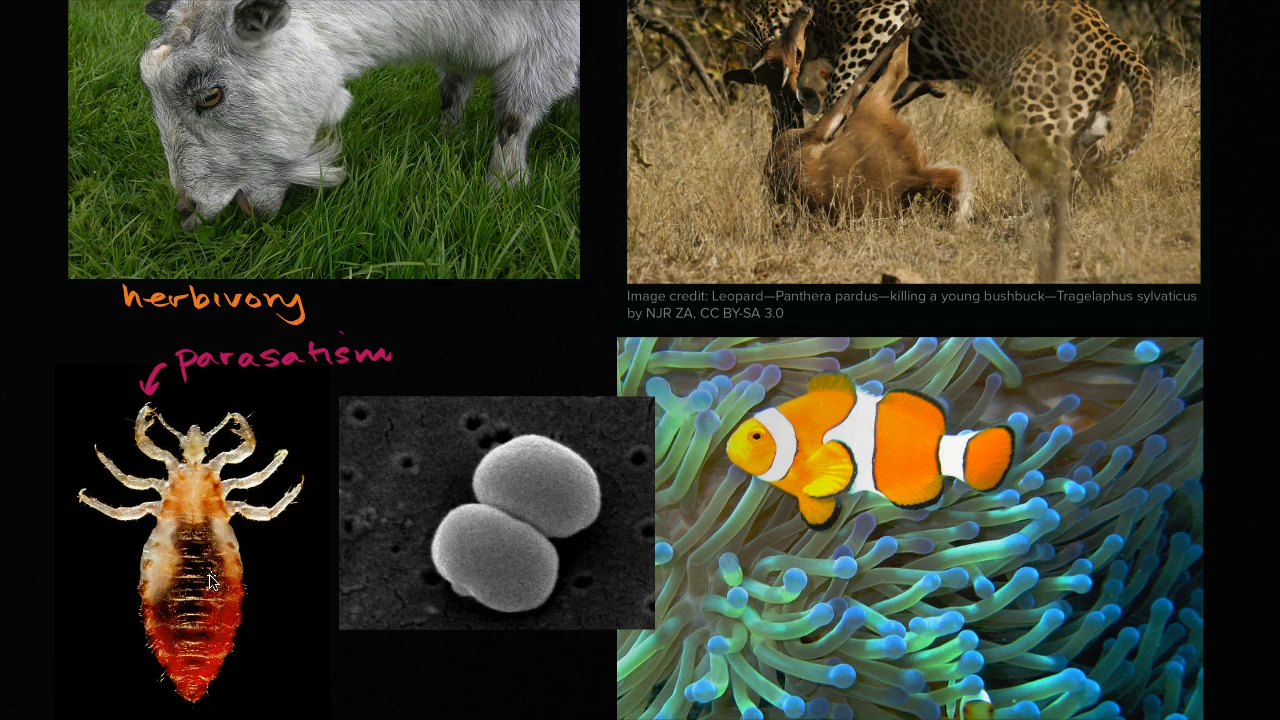 herbivory
Image credit: Leopard—Panthera pardus—killing a young bushbuck—Tragelaphus sylvaticus
by NJR ZA, CC BY-SA 3.0
parasatism